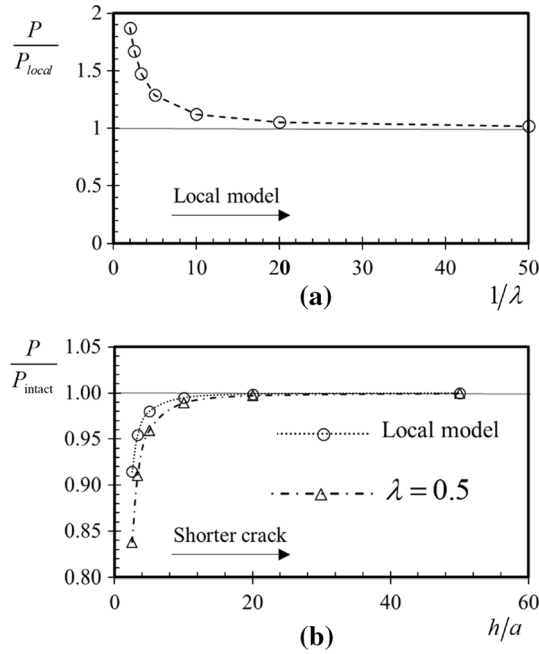 P
P_local
2
1.5
1
0.5
0
Local model
0 10 20 30 40 50
(a) 1/λ
P
P_intact
1.05
1.00
0.95
0.90
0.85
0.80
Local model
λ = 0.5
Shorter crack
0 20 40 60
(b) h/a